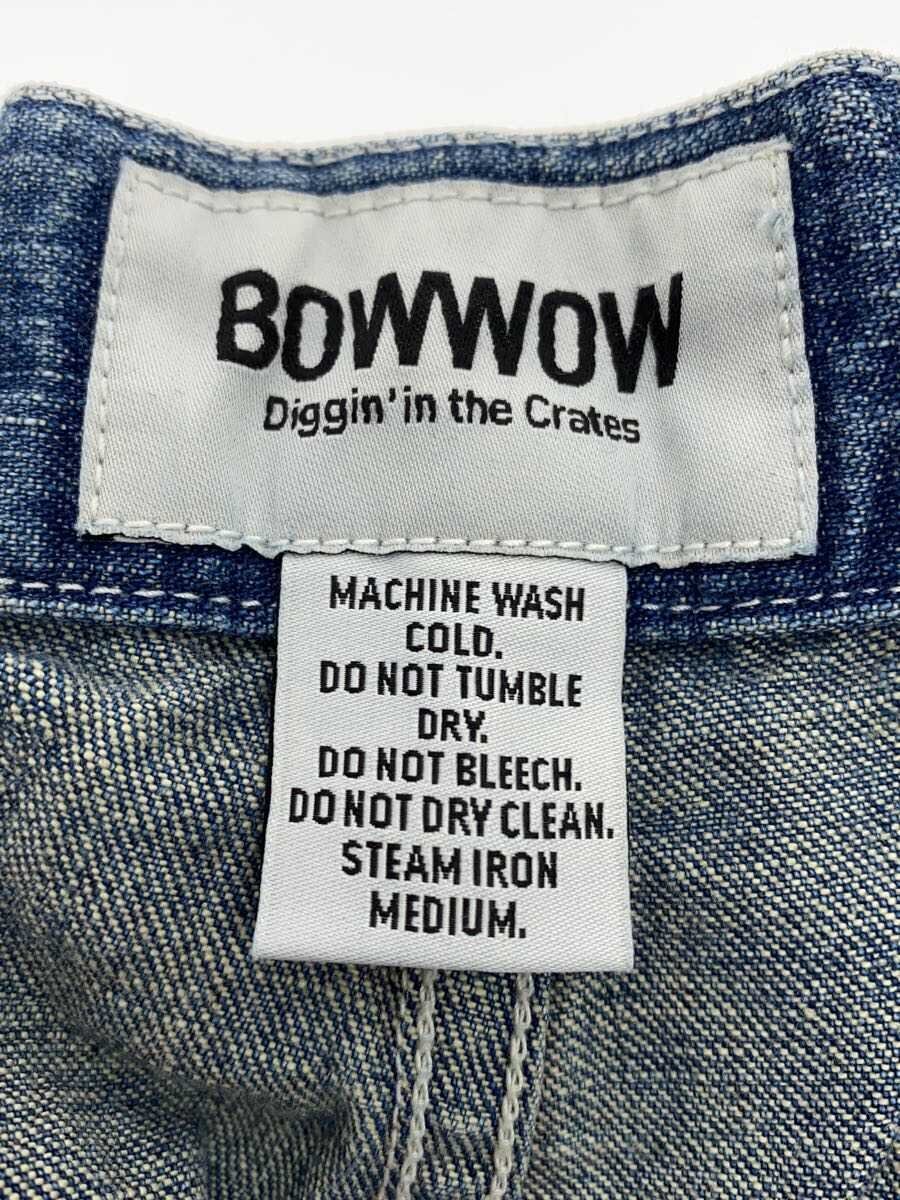 BOWWOW
Diggin' in the Crates
MACHINE WASH
COLD.
DO NOT TUMBLE
DRY.
DO NOT BLEECH.
DO NOT DRY CLEAN.
STEAM IRON
MEDIUM.